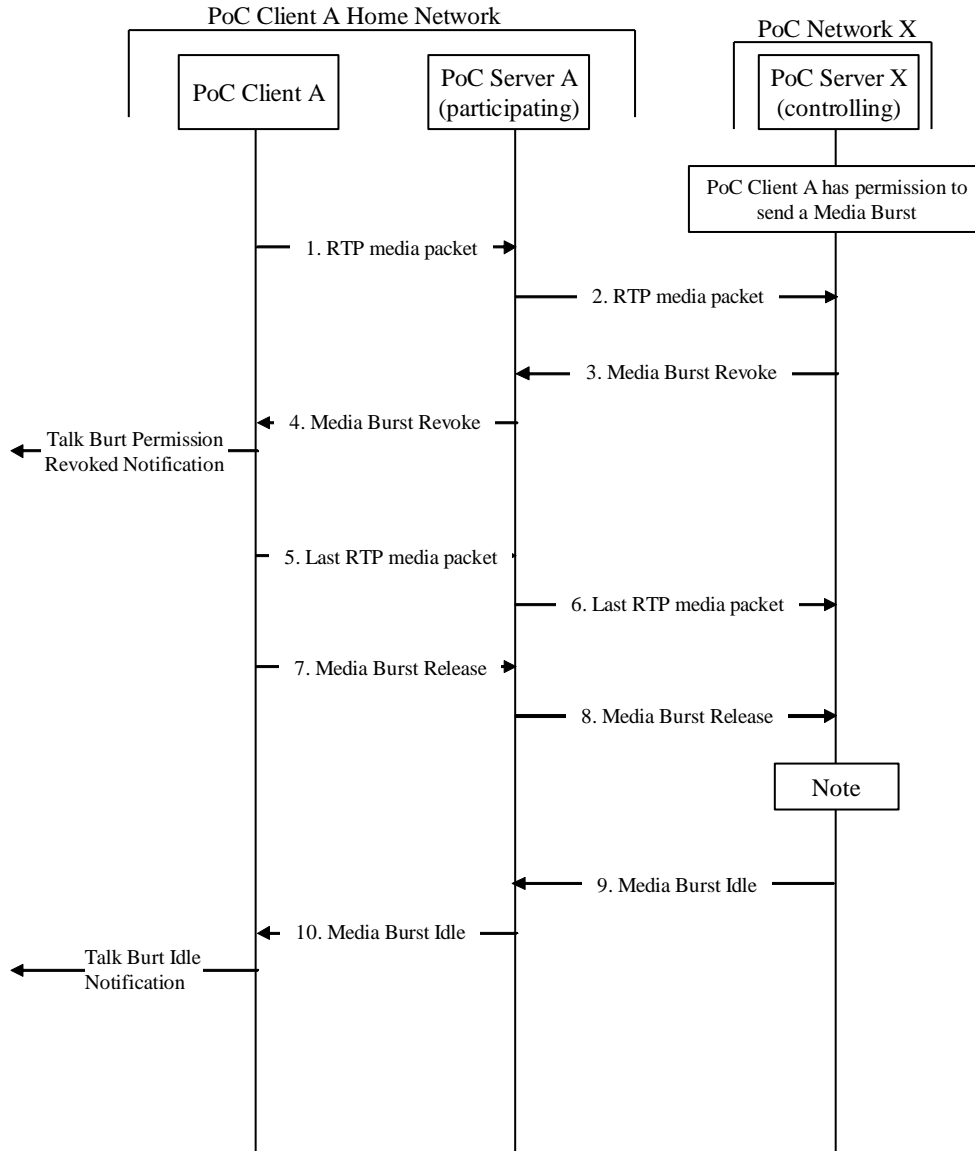 PoC Client A Home Network
PoC Network X
PoC Client A
PoC Server A
(participating)
PoC Server X
(controlling)
PoC Client A has permission to
send a Media Burst
1. RTP media packet
2. RTP media packet
3. Media Burst Revoke
4. Media Burst Revoke
Talk Burt Permission
Revoked Notification
5. Last RTP media packet
6. Last RTP media packet
7. Media Burst Release
8. Media Burst Release
Note
9. Media Burst Idle
10. Media Burst Idle
Talk Burt Idle
Notification